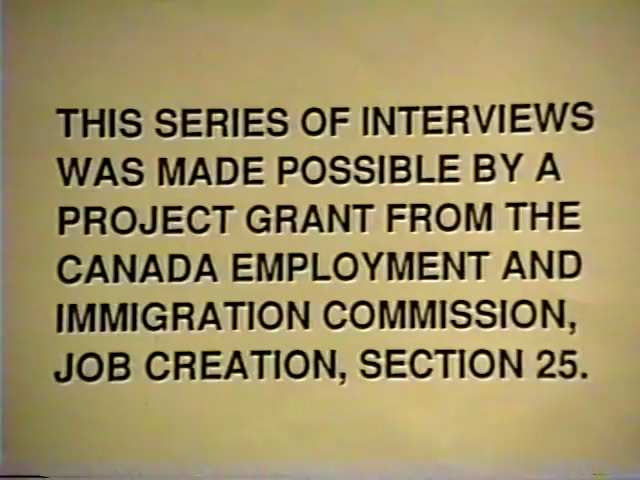 THIS SERIES OF INTERVIEWS
WAS MADE POSSIBLE BY A
PROJECT GRANT FROM THE
CANADA EMPLOYMENT AND
IMMIGRATION COMMISSION,
JOB CREATION, SECTION 25.